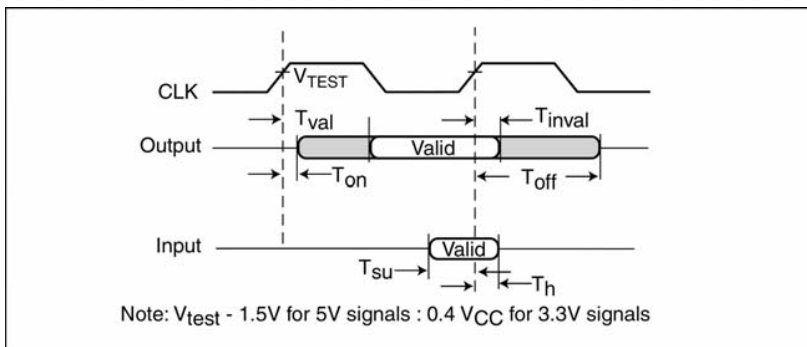 CLK
VTEST
Tval
Tinval
Output
Valid
Ton
Toff
Input
Valid
Tsu
Th
Note: Vtest - 1.5V for 5V signals : 0.4 VCC for 3.3V signals